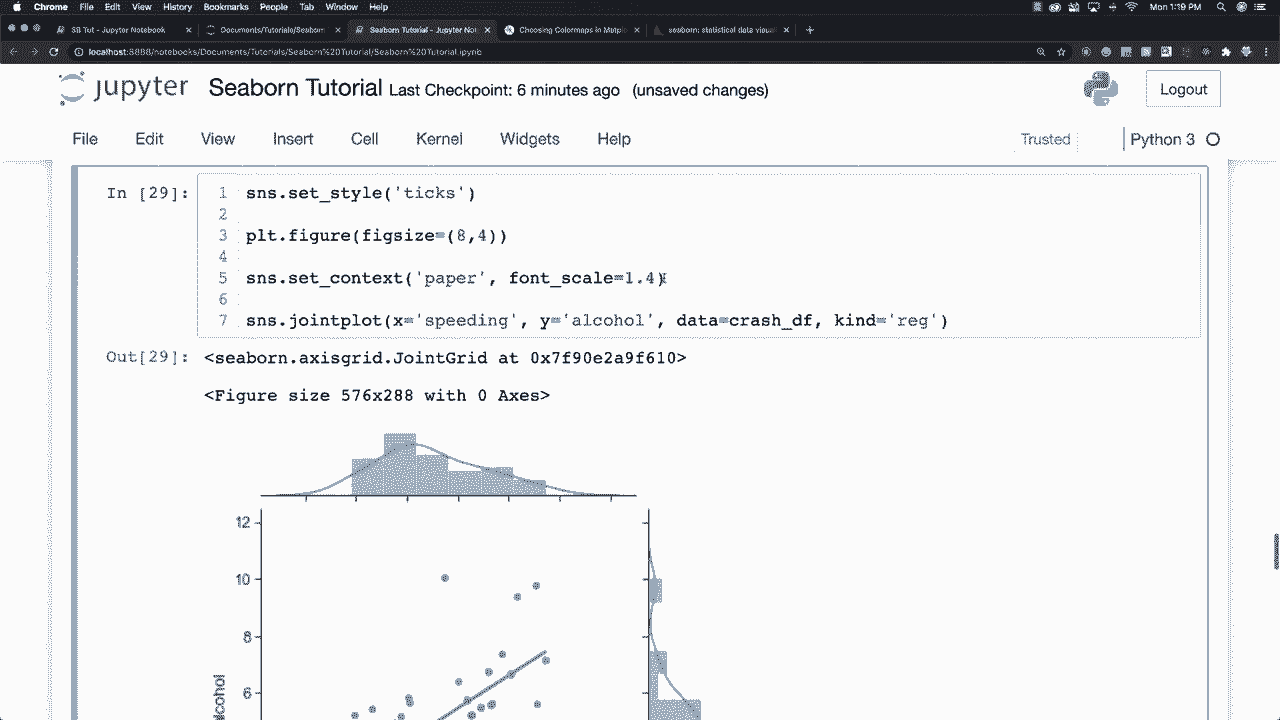 Chrome File Edit View History Bookmarks People Tab Window Help Mon 1:19 PM
SB Tut - Jupyter Notebook Documents/Tutorials/Seaborn Seaborn Tutorial - Jupyter Not Choosing Colormaps in Matplo seaborn: statistical data visual
localhost:8888/notebooks/Documents/Tutorials/Seaborn%20Tutorial/Seaborn%20Tutorial.ipynb
jupyter Seaborn Tutorial Last Checkpoint: 6 minutes ago (unsaved changes) Logout
File Edit View Insert Cell Kernel Widgets Help Trusted Python 3
In [29]: 1 sns.set_style('ticks')
2
3 plt.figure(figsize=(8,4))
4
5 sns.set_context('paper', font_scale=1.4)
6
7 sns.jointplot(x='speeding', y='alcohol', data=crash_df, kind='reg')
Out[29]: <seaborn.axisgrid.JointGrid at 0x7f90e2a9f610>
<Figure size 576x288 with 0 Axes>
12
10
8
6